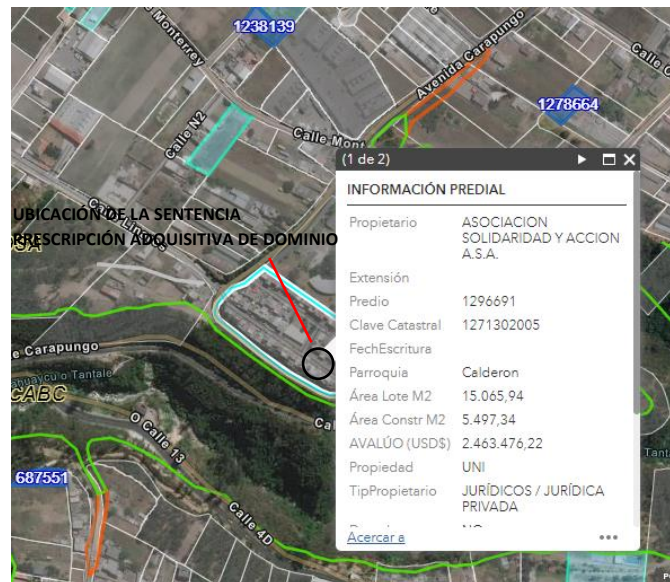 1238139
Monterrey
Avenida Carapungo
1278664
Calle N2
Calle Mont
(1 de 2)
INFORMACIÓN PREDIAL
Propietario ASOCIACION
SOLIDARIDAD Y ACCION
A.S.A.
UBICACIÓN DE LA SENTENCIA
PRESCRIPCIÓN ADQUISITIVA DE DOMINIO
Extensión
Predio 1296691
Clave Catastral 1271302005
FechEscritura
Parroquia Calderon
Área Lote M2 15.065,94
Área Constr M2 5.497,34
AVALÚO (USD$) 2.463.476,22
Propiedad UNI
TipPropietario JURÍDICOS / JURÍDICA
PRIVADA
Acercar a
e Carapungo
o Tantale
CABC
Cal
O Calle 13
687551
Calle 4D
Tant